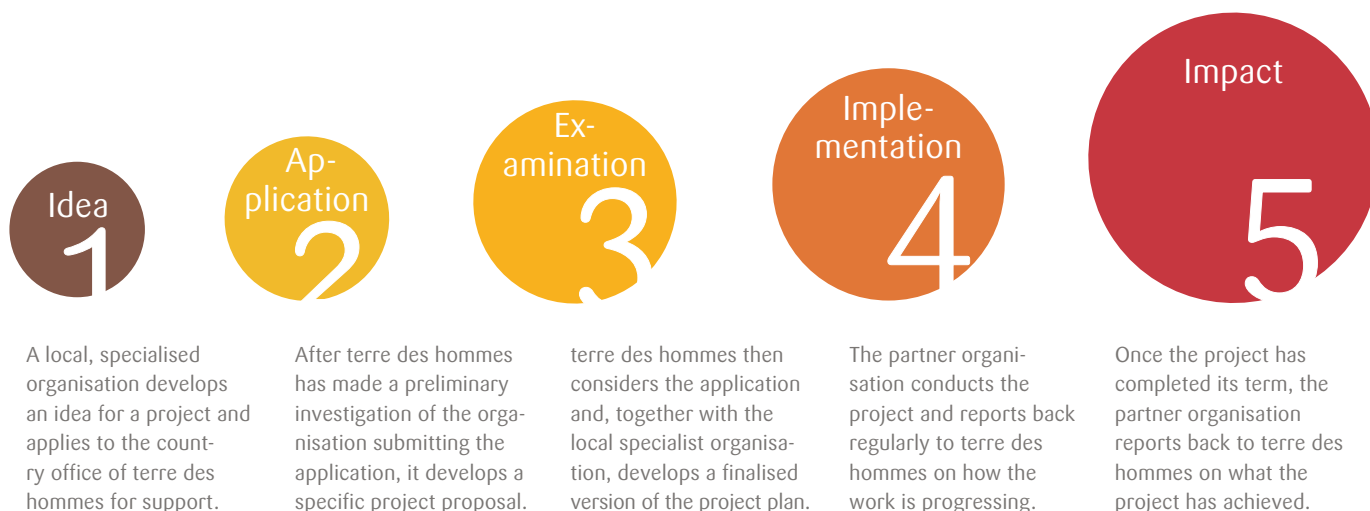 Idea
1
A local, specialised
organisation develops
an idea for a project and
applies to the count-
ry office of terre des
hommes for support.
Ap-
plication
2
After terre des hommes
has made a preliminary
investigation of the orga-
nisation submitting the
application, it develops a
specific project proposal.
Ex-
amination
3
terre des hommes then
considers the application
and, together with the
local specialist organisa-
tion, develops a finalised
version of the project plan.
Imple-
mentation
4
The partner organi-
sation conducts the
project and reports back
regularly to terre des
hommes on how the
work is progressing.
Impact
5
Once the project has
completed its term, the
partner organisation
reports back to terre des
hommes on what the
project has achieved.